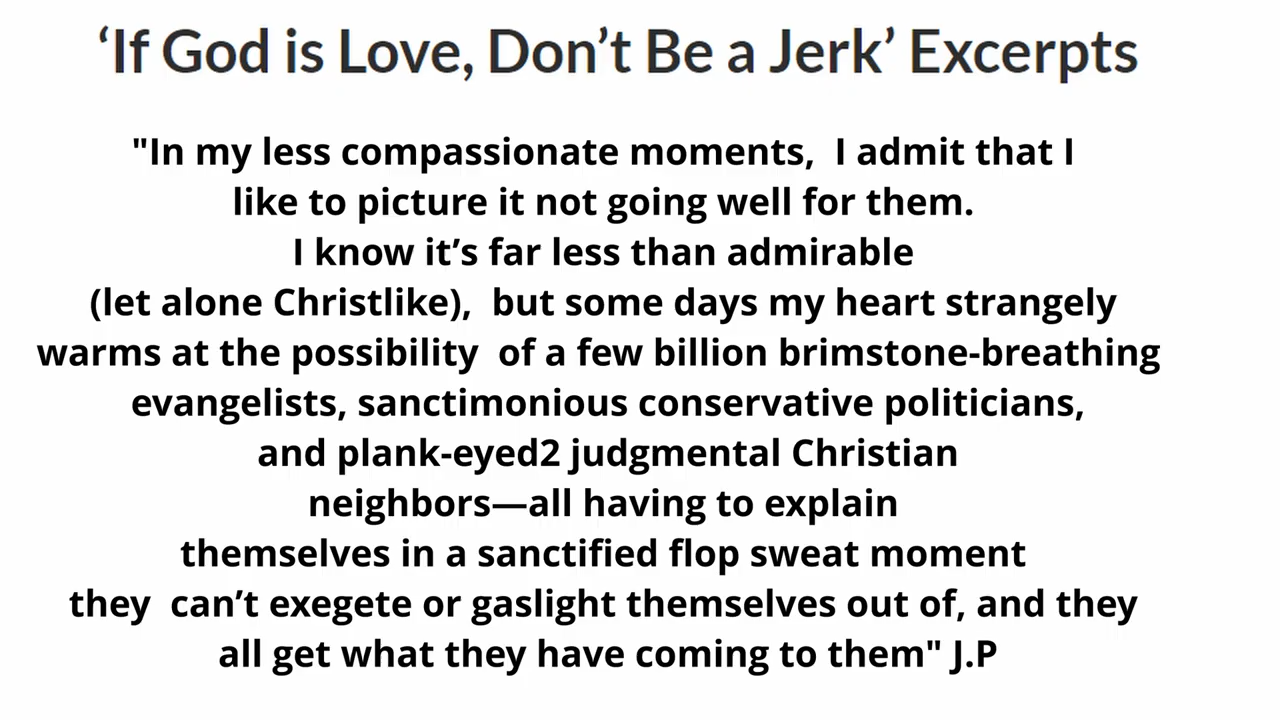 ‘If God is Love, Don’t Be a Jerk’ Excerpts
"In my less compassionate moments,  I admit that I
like to picture it not going well for them.
I know it’s far less than admirable
(let alone Christlike),  but some days my heart strangely
warms at the possibility  of a few billion brimstone-breathing
evangelists, sanctimonious conservative politicians,
and plank-eyed2 judgmental Christian
neighbors—all having to explain
themselves in a sanctified flop sweat moment
they  can’t exegete or gaslight themselves out of, and they
all get what they have coming to them" J.P